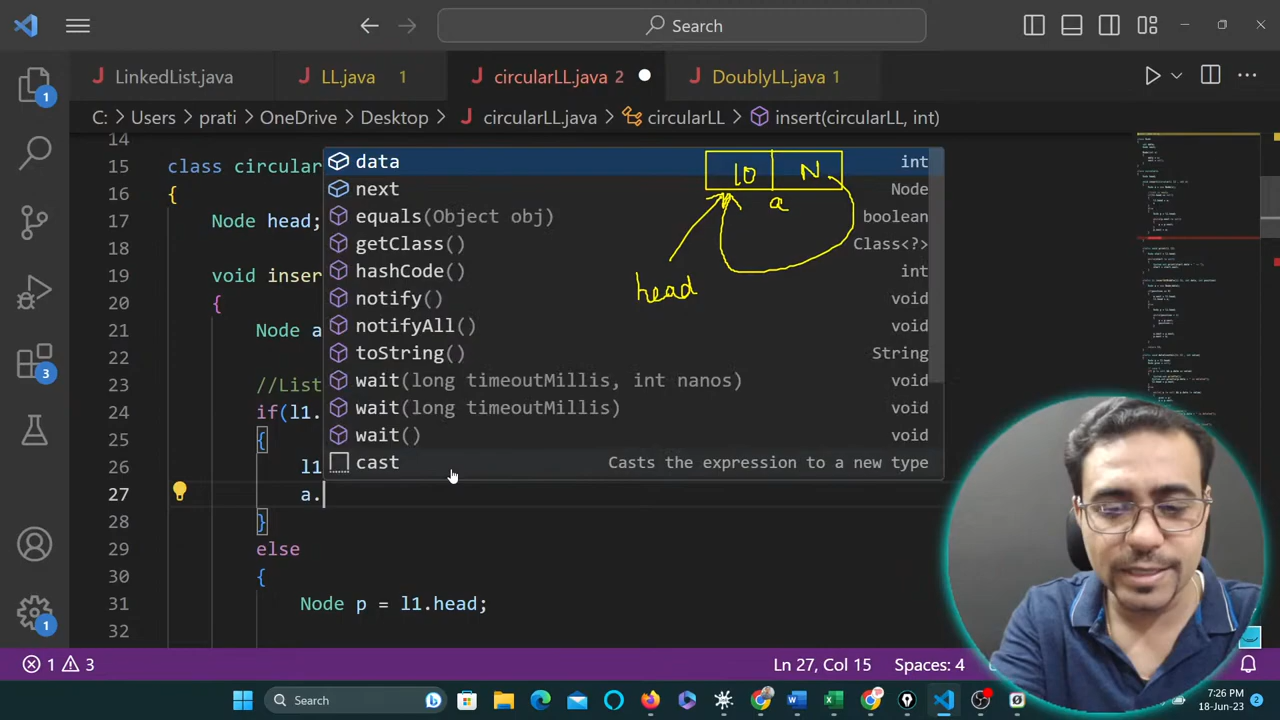 Search
LinkedList.java
LL.java 1
circularLL.java 2
DoublyLL.java 1
1
C: > Users > prati > OneDrive > Desktop > circularLL.java > circularLL > insert(circularLL, int)
14
15 class circular
16 {
17 Node head;
18
19 void inser
20 {
21 Node a
22
23 //List
24 if(l1.
25 {
26 l1
27 a.
28 }
29 else
30 {
31 Node p = l1.head;
32
data int
next Node
equals(Object obj) boolean
getClass() Class<?>
hashCode() int
notify() void
notifyAll() void
toString() String
wait(long timeoutMillis, int nanos) void
wait(long timeoutMillis) void
wait() void
cast Casts the expression to a new type
10 N
a
head
3
1
1 3
Ln 27, Col 15
Spaces: 4
Search
7:26 PM
18-Jun-23
2